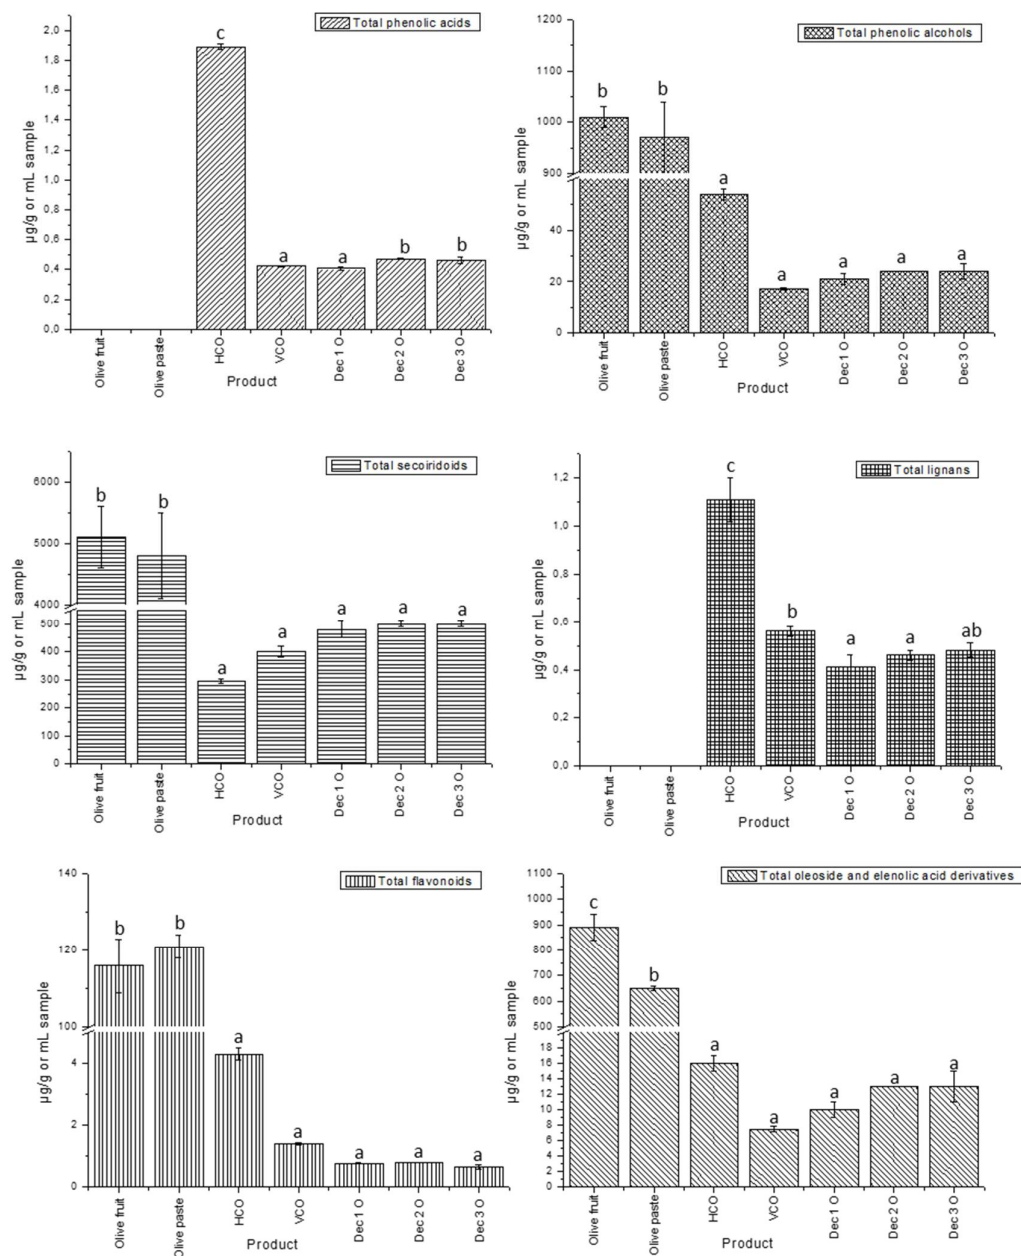 Total phenolic acids
µg/g or mL sample
2,0
1,8
1,6
1,4
1,2
1,0
0,8
0,6
0,4
0,2
0,0
c
a
a
b
b
Olive fruit
Olive paste
HCO
VCO
Dec 1 O
Dec 2 O
Dec 3 O
Product
Total phenolic alcohols
µg/g or mL sample
1200
1100
1000
900
40
20
0
b
b
a
a
a
a
a
Olive fruit
Olive paste
HCO
VCO
Dec 1 O
Dec 2 O
Dec 3 O
Product
Total secoiridoids
µg/g or mL sample
6000
5000
4000
500
400
300
200
100
0
b
b
a
a
a
a
a
Olive fruit
Olive paste
HCO
VCO
Dec 1 O
Dec 2 O
Dec 3 O
Product
Total lignans
µg/g or mL sample
1,2
1,0
0,8
0,6
0,4
0,2
0,0
c
b
a
a
ab
Olive fruit
Olive paste
HCO
VCO
Dec 1 O
Dec 2 O
Dec 3 O
Product
Total flavonoids
µg/g or mL sample
140
120
100
4
2
0
b
b
a
a
a
a
a
Olive fruit
Olive paste
HCO
VCO
Dec 1 O
Dec 2 O
Dec 3 O
Product
Total oleoside and elenolic acid derivatives
µg/g or mL sample
1100
1000
900
800
700
600
500
16
14
12
10
8
6
4
2
0
c
b
a
a
a
a
a
Olive fruit
Olive paste
HCO
VCO
Dec 1 O
Dec 2 O
Dec 3 O
Product